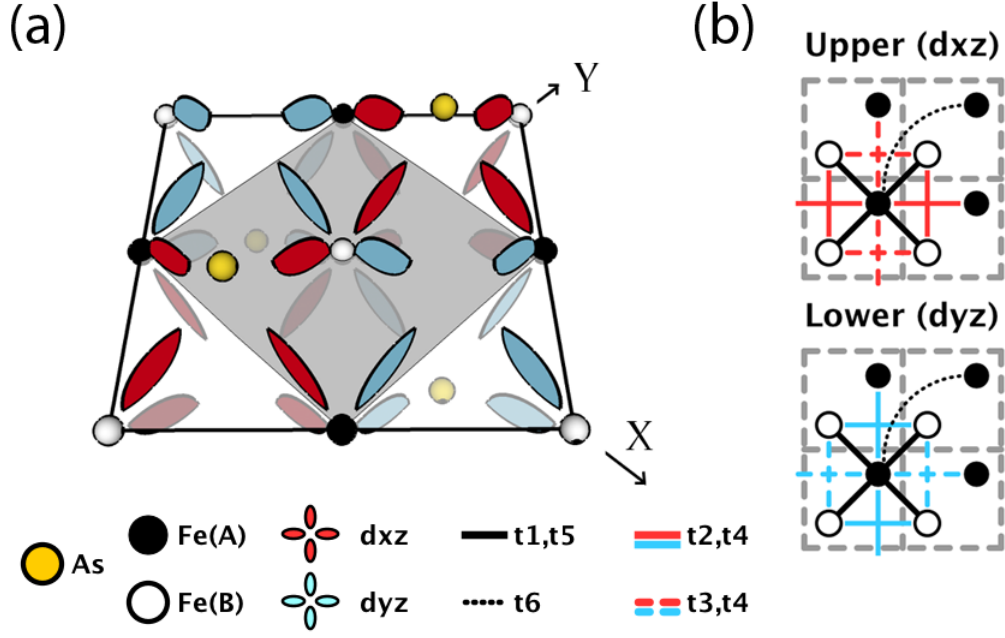 (a)
Y
X
As
Fe(A)
Fe(B)
dxz
dyz
t1,t5
t6
t2,t4
t3,t4
(b)
Upper (dxz)
Lower (dyz)